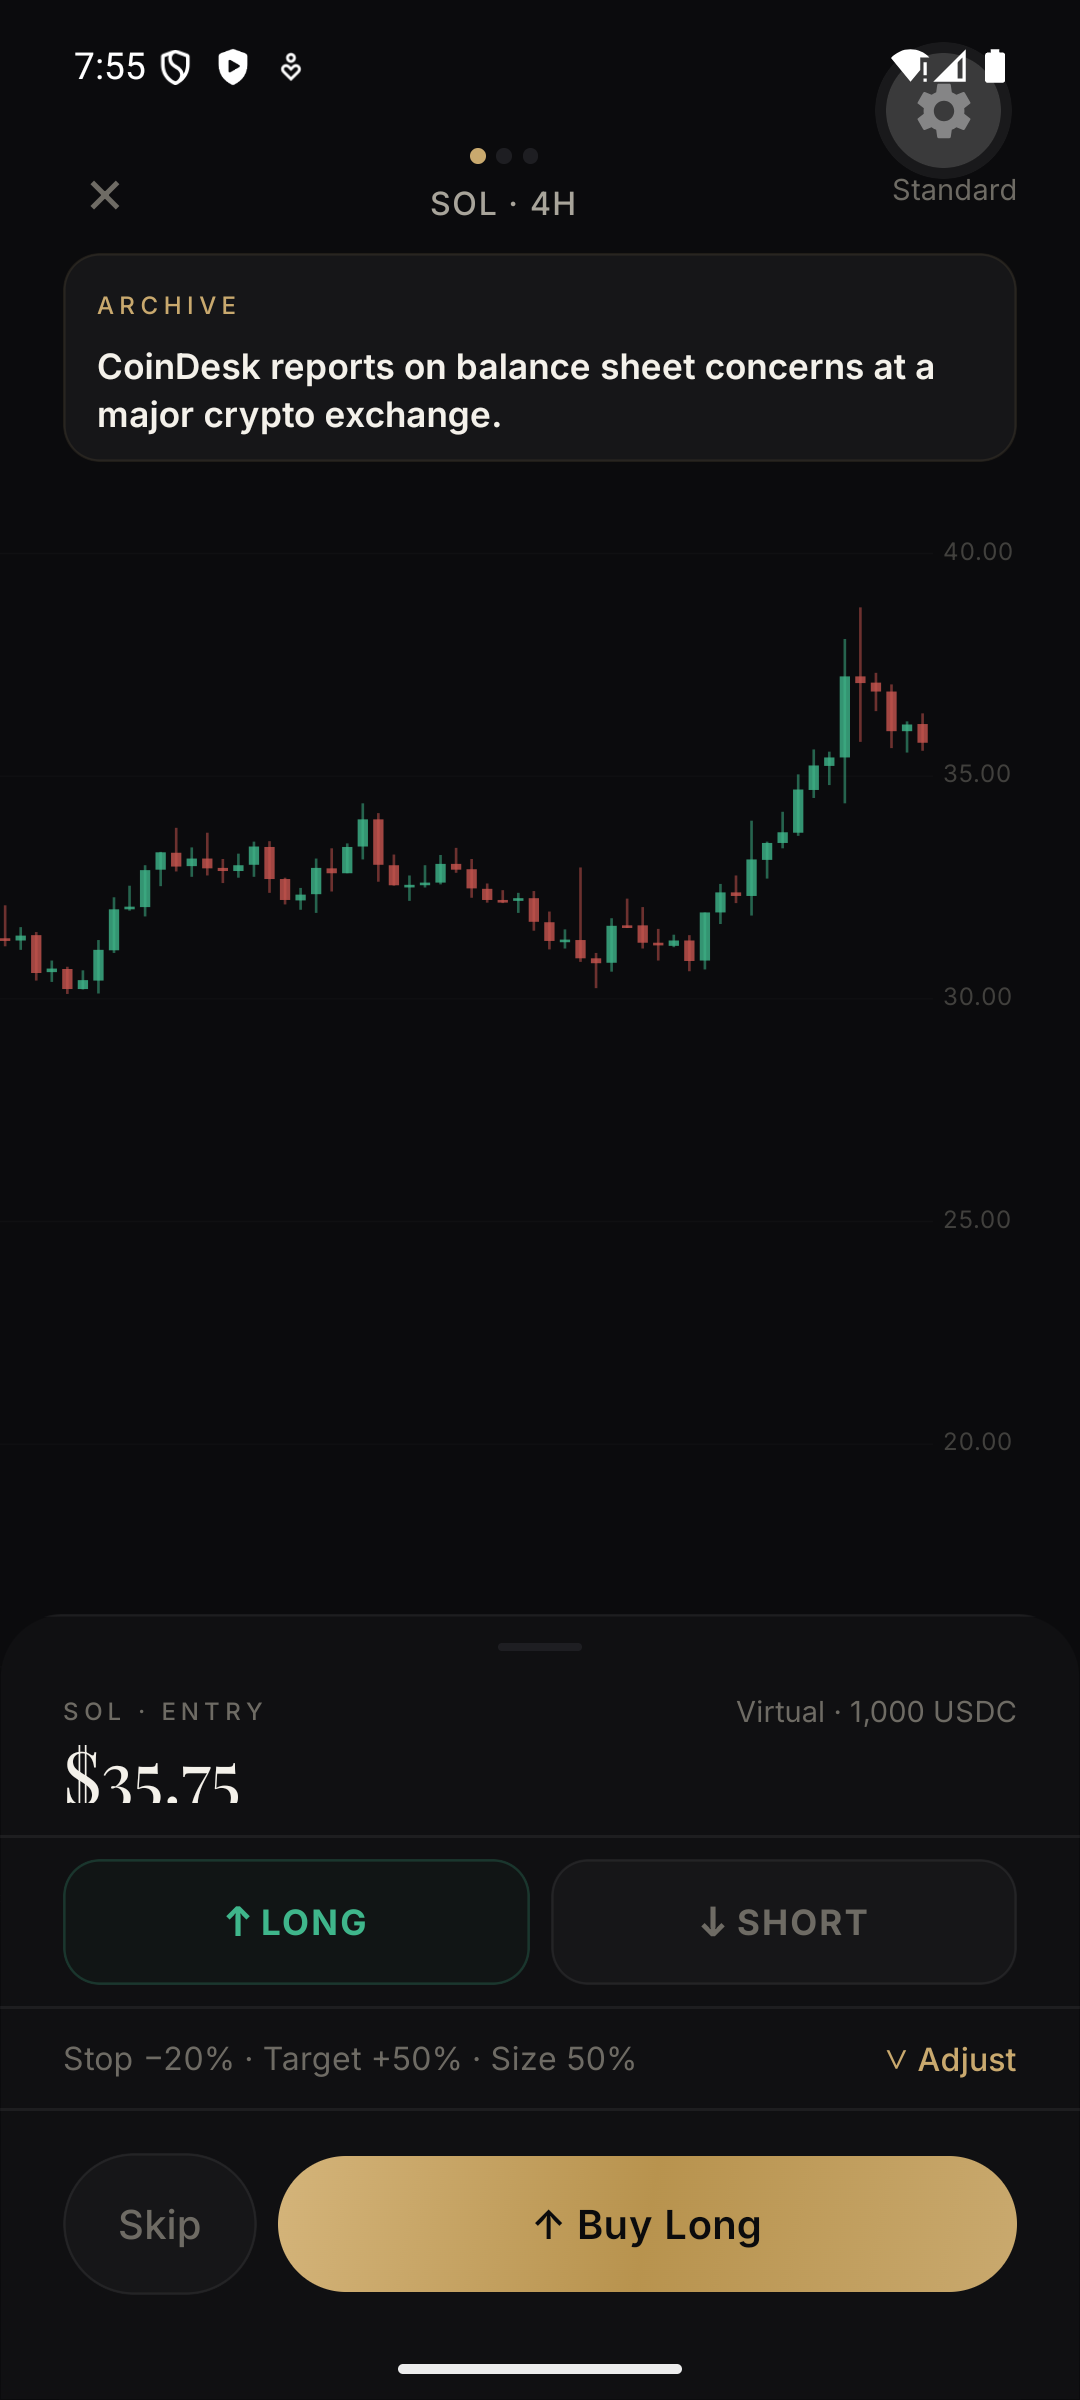 7:55
SOL · 4H
Standard
ARCHIVE
CoinDesk reports on balance sheet concerns at a
major crypto exchange.
40.00
35.00
30.00
25.00
20.00
SOL · ENTRY
Virtual · 1,000 USDC
$35.75
↑ LONG
↓ SHORT
Stop −20% · Target +50% · Size 50%
∨ Adjust
Skip
↑ Buy Long